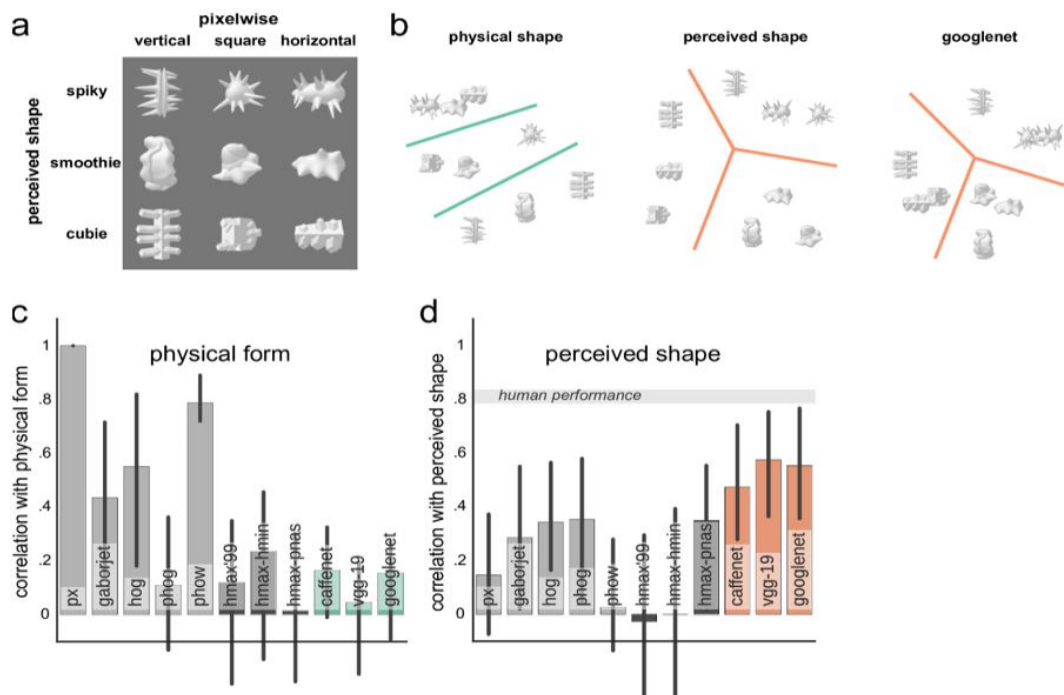 a
pixelwise
vertical square horizontal
perceived shape
spiky
smoothie
cubie
b
physical shape
perceived shape
googlenet
c
physical form
correlation with physical form
1
.8
.6
.4
.2
0
px
gaborjet
hog
phog
phow
hmax'99
hmax-hmin
hmax-pnas
caffenet
vgg-19
googlenet
d
perceived shape
correlation with perceived shape
human performance
1
.8
.6
.4
.2
0
px
gaborjet
hog
phog
phow
hmax'99
hmax-hmin
hmax-pnas
caffenet
vgg-19
googlenet